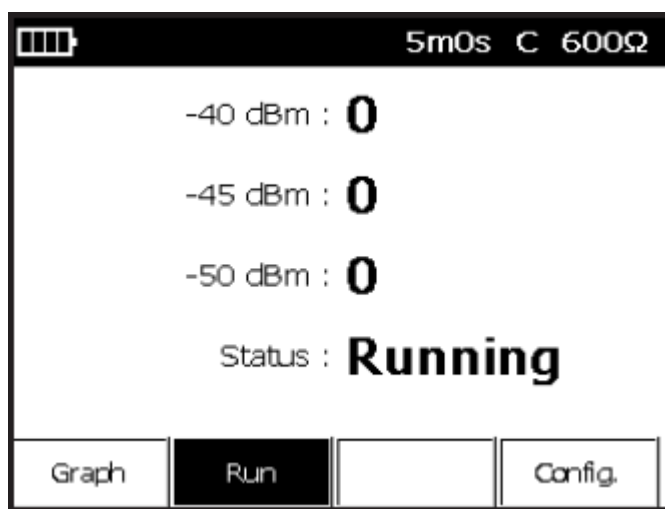 5m0s C 600Ω
-40 dBm : 0
-45 dBm : 0
-50 dBm : 0
Status : Running
Graph Run Config.